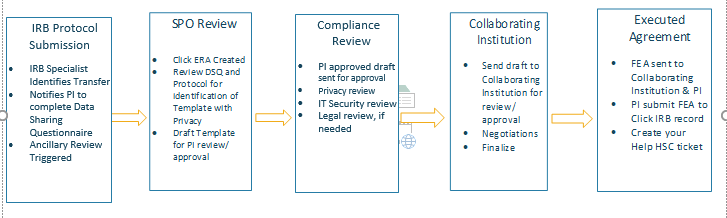 IRB Protocol
Submission
IRB Specialist
Identifies Transfer
Notifies PI to
complete Data
Sharing
Questionnaire
Ancillary Review
Triggered
SPO Review
Click ERA Created
Review DSQ and
Protocol for
Identification of
Template with
Privacy
Draft Template
for PI review/
approval
Compliance
Review
PI approved draft
sent for approval
Privacy review
IT Security review
Legal review, if
needed
Collaborating
Institution
Send draft to
Collaborating
Institution for
review/
approval
Negotiations
Finalize
Executed
Agreement
FEA sent to
Collaborating
Institution & PI
PI submit FEA to
Click IRB record
Create your
Help HSC ticket